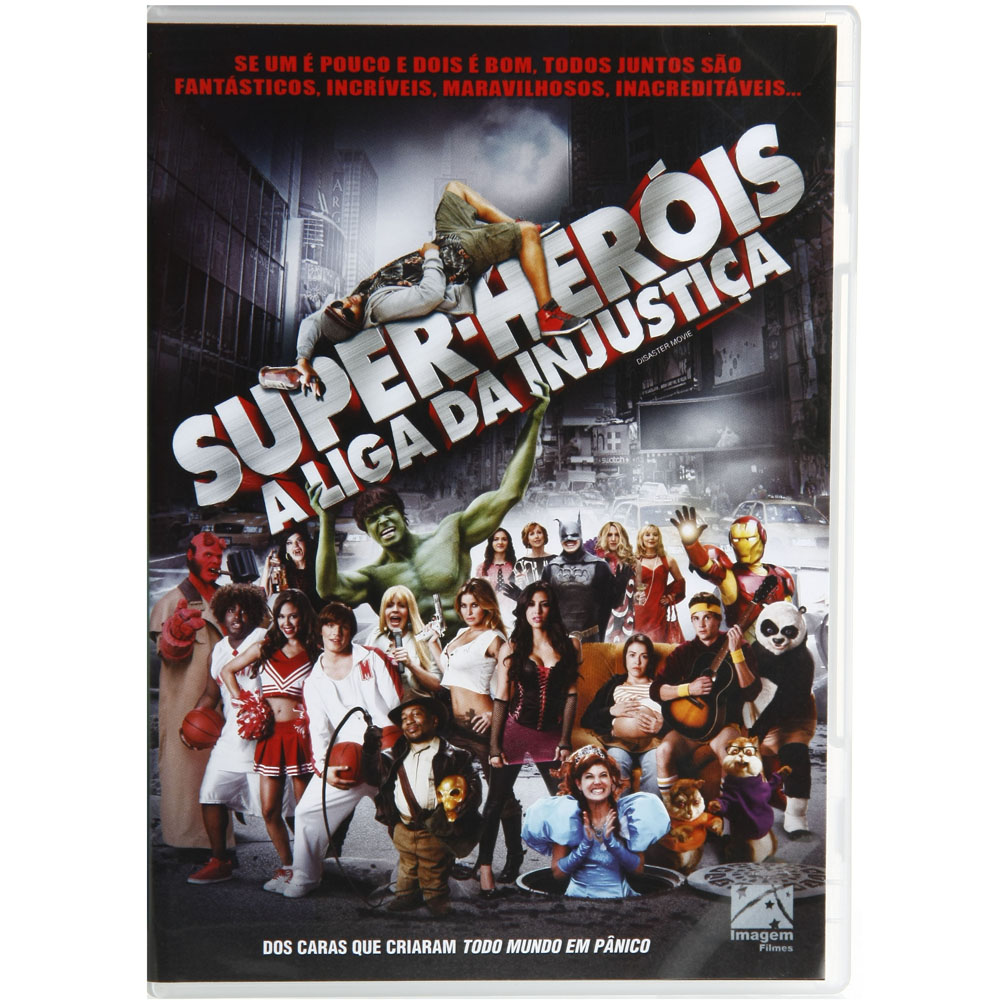 SE UM É POUCO E DOIS É BOM, TODOS JUNTOS SÃO
FANTÁSTICOS, INCRÍVEIS, MARAVILHOSOS, INACREDITÁVEIS...
SUPER-HERÓIS
A LIGA DA INJUSTIÇA
DISASTER MOVIE
swatch
M
DOS CARAS QUE CRIARAM TODO MUNDO EM PÂNICO
Imagem
Filmes